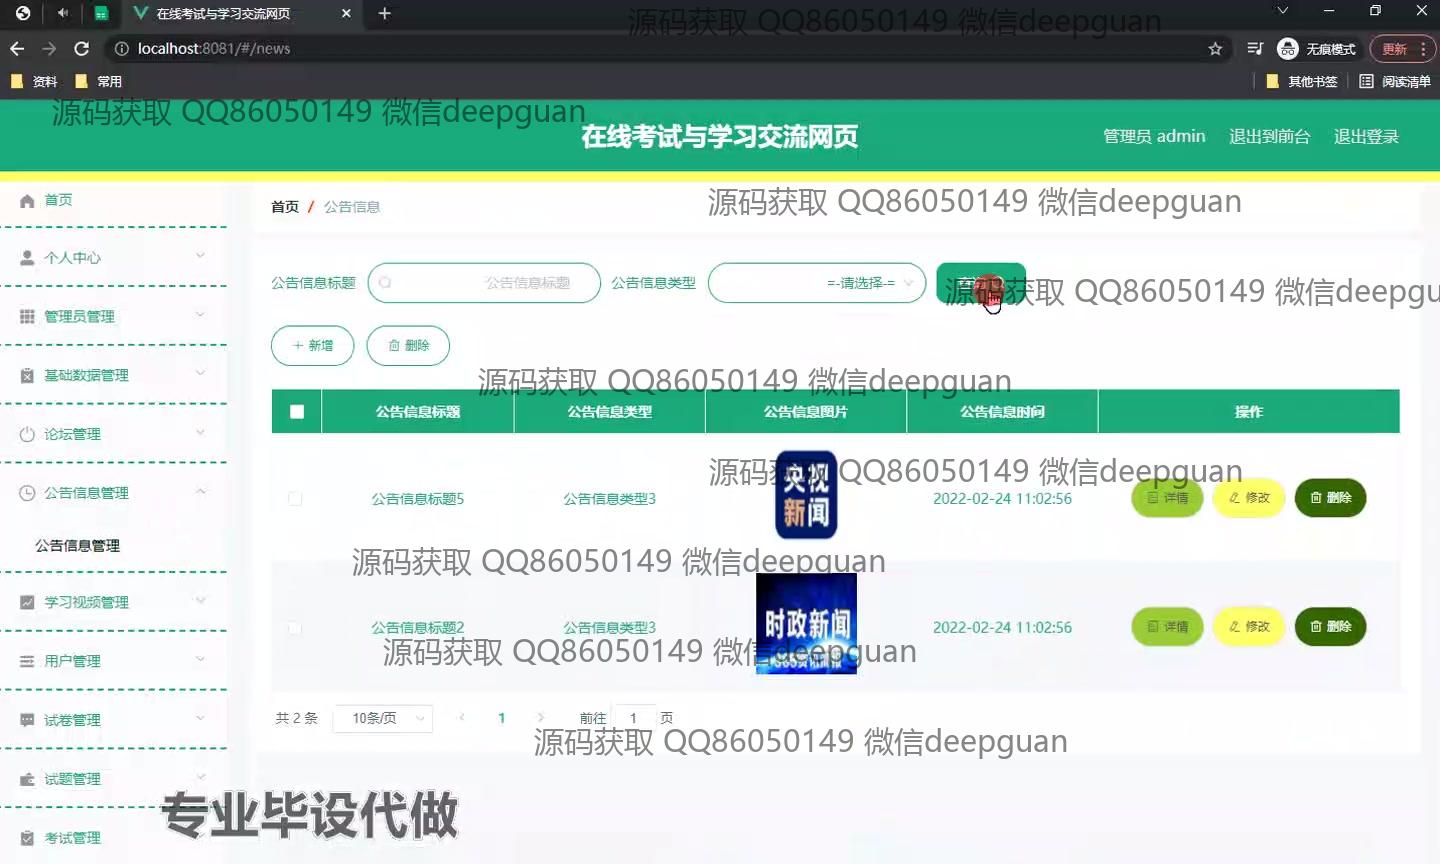 在线考试与学习交流网页
源码获取 QQ86050149 微信deepguan
localhost:8081/#/news
无痕模式
更新
资料
常用
其他书签
阅读清单
源码获取 QQ86050149 微信deepguan
在线考试与学习交流网页
管理员 admin
退出到前台
退出登录
首页
个人中心
管理员管理
基础数据管理
论坛管理
公告信息管理
公告信息管理
学习视频管理
用户管理
试卷管理
试题管理
考试管理
首页 / 公告信息
源码获取 QQ86050149 微信deepguan
公告信息标题
公告信息标题
公告信息类型
=-请选择-=
源码获取 QQ86050149 微信deepgu
新增
删除
源码获取 QQ86050149 微信deepguan
公告信息标题 公告信息类型 公告信息图片 公告信息时间 操作
源码获取 QQ86050149 微信deepguan
公告信息标题5 公告信息类型3 央视新闻 2022-02-24 11:02:56 详情 修改 删除
源码获取 QQ86050149 微信deepguan
公告信息标题2 公告信息类型3 时政新闻 2022-02-24 11:02:56 详情 修改 删除
源码获取 QQ86050149 微信deepguan
共 2 条 10条/页 1 前往 1 页
源码获取 QQ86050149 微信deepguan
专业毕设代做